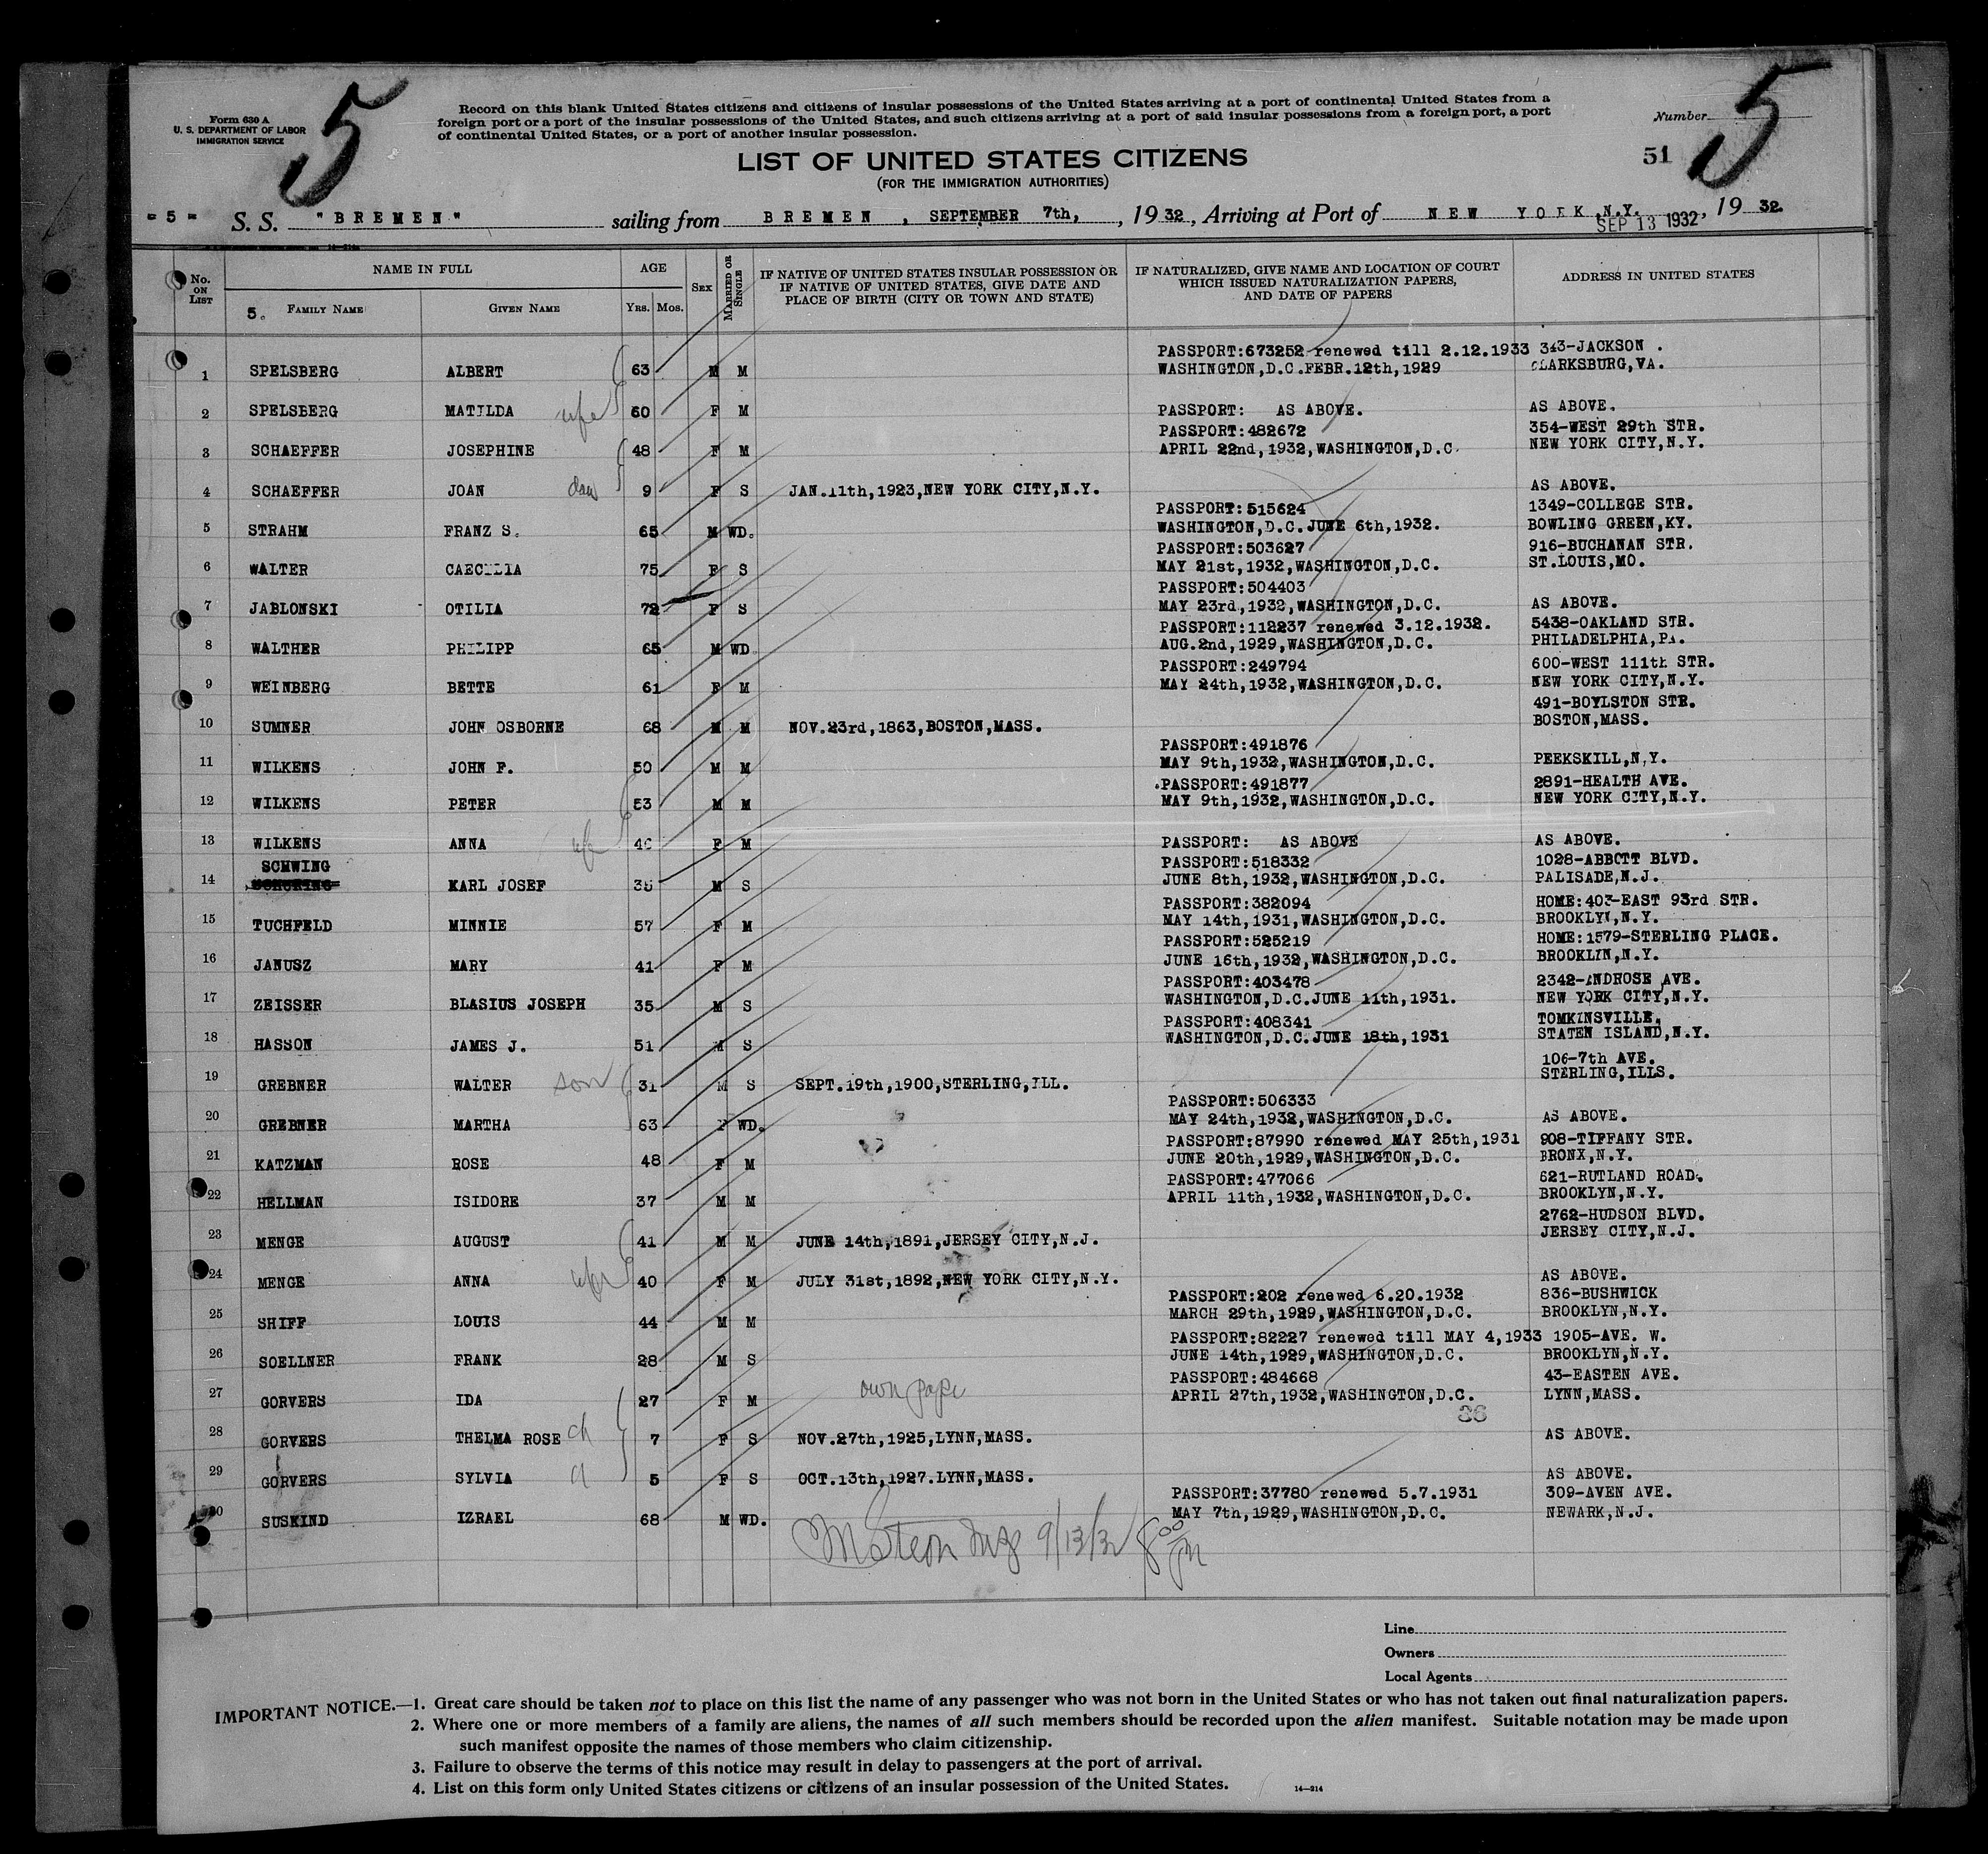 Form 630 A
U. S. DEPARTMENT OF LABOR
IMMIGRATION SERVICE
5
Record on this blank United States citizens and citizens of insular possessions of the United States arriving at a port of continental United States from a
foreign port or a port of the insular possessions of the United States, and such citizens arriving at a port of said insular possessions from a foreign port, a port
of continental United States, or a port of another insular possession.
Number
5
51
LIST OF UNITED STATES CITIZENS
(FOR THE IMMIGRATION AUTHORITIES)
- 5 - S. S. "BREMEN" sailing from BREMEN, SEPTEMBER 7th, , 1932, Arriving at Port of NEW YORK,N.Y. , 1932.
SEP 13 1932
No. ON LIST
NAME IN FULL
5. FAMILY NAME GIVEN NAME
AGE
YRS. MOS.
SEX
MARRIED OR SINGLE
IF NATIVE OF UNITED STATES INSULAR POSSESSION OR
IF NATIVE OF UNITED STATES, GIVE DATE AND
PLACE OF BIRTH (CITY OR TOWN AND STATE)
IF NATURALIZED, GIVE NAME AND LOCATION OF COURT
WHICH ISSUED NATURALIZATION PAPERS,
AND DATE OF PAPERS
ADDRESS IN UNITED STATES
PASSPORT:673252 renewed till 2.12.1933 343-JACKSON .
1 SPELSBERG ALBERT 63 M M WASHINGTON,D.C.FEBR.12th,1929 CLARKSBURG,VA.
2 SPELSBERG MATILDA wife 60 F M PASSPORT: AS ABOVE. AS ABOVE.
PASSPORT:482672 354-WEST 29th STR.
3 SCHAEFFER JOSEPHINE 48 F M APRIL 22nd,1932,WASHINGTON,D.C. NEW YORK CITY,N.Y.
4 SCHAEFFER JOAN dau 9 F S JAN.11th,1923,NEW YORK CITY,N.Y. AS ABOVE.
PASSPORT:515624 1349-COLLEGE STR.
5 STRAHM FRANZ S. 65 M WD. WASHINGTON,D.C.JUNE 6th,1932. BOWLING GREEN,KY.
PASSPORT:503627 916-BUCHANAN STR.
6 WALTER CAECILIA 75 F S MAY 21st,1932,WASHINGTON,D.C. ST.LOUIS,MO.
PASSPORT:504403
7 JABLONSKI OTILIA 72 F S MAY 23rd,1932,WASHINGTON,D.C. AS ABOVE.
PASSPORT:112237 renewed 3.12.1932. 5438-OAKLAND STR.
8 WALTHER PHILIPP 65 M WD AUG.2nd,1929,WASHINGTON,D.C. PHILADELPHIA,PA.
PASSPORT:249794 600-WEST 111th STR.
9 WEINBERG BETTE 61 F M MAY 24th,1932,WASHINGTON,D.C. NEW YORK CITY,N.Y.
491-BOYLSTON STR.
10 SUMNER JOHN OSBORNE 68 M M NOV.23rd,1863,BOSTON,MASS. BOSTON,MASS.
PASSPORT:491876
11 WILKENS JOHN F. 50 M M MAY 9th,1932,WASHINGTON,D.C. PEEKSKILL,N.Y.
PASSPORT:491877 2891-HEALTH AVE.
12 WILKENS PETER 53 M M MAY 9th,1932,WASHINGTON,D.C. NEW YORK CITY,N.Y.
13 WILKENS ANNA wife F M PASSPORT: AS ABOVE AS ABOVE.
SCHWING PASSPORT:518332 1028-ABBOTT BLVD.
14 KARL JOSEF 35 M S JUNE 8th,1932,WASHINGTON,D.C. PALISADE,N.J.
PASSPORT:382094 HOME:403-EAST 93rd STR.
15 TUCHFELD MINNIE 57 F M MAY 14th,1931,WASHINGTON,D.C. BROOKLYN,N.Y.
PASSPORT:525219 HOME:1579-STERLING PLACE.
16 JANUSZ MARY 41 F M JUNE 16th,1932,WASHINGTON,D.C. BROOKLIN,N.Y.
PASSPORT:403478 2342-ANDROSE AVE.
17 ZEISSER BLASIUS JOSEPH 35 M S WASHINGTON,D.C.JUNE 11th,1931. NEW YORK CITY,N.Y.
PASSPORT:408341 TOMKINSVILLE,
18 HASSON JAMES J. 51 M S WASHINGTON,D.C.JUNE 18th,1931 STATEN ISLAND,N.Y.
106-7th AVE.
19 GREBNER WALTER son 31 M S SEPT.19th,1900,STERLING,ILL. STERLING,ILLS.
PASSPORT:506333
20 GREBNER MARTHA 63 F WD. MAY 24th,1932,WASHINGTON,D.C. AS ABOVE.
PASSPORT:87990 renewed MAY 25th,1931 908-TIFFANY STR.
21 KATZMAN ROSE 48 F M JUNE 20th,1929,WASHINGTON,D.C. BRONX,N.Y.
PASSPORT:477066 621-RUTLAND ROAD.
22 HELLMAN ISIDORE 37 M M APRIL 11th,1932,WASHINGTON,D.C. BROOKLYN,N.Y.
2762-HUDSON BLVD.
23 MENGE AUGUST 41 M M JUNE 14th,1891,JERSEY CITY,N.J. JERSEY CITY,N.J.
24 MENGE ANNA wife 40 F M JULY 31st,1892,NEW YORK CITY,N.Y. AS ABOVE.
PASSPORT:202 renewed 6.20.1932 836-BUSHWICK
25 SHIFF LOUIS 44 M M MARCH 29th,1929,WASHINGTON,D.C. BROOKLYN,N.Y.
PASSPORT:82227 renewed till MAY 4,1933 1905-AVE. W.
26 SOELLNER FRANK 28 M S JUNE 14th,1929,WASHINGTON,D.C. BROOKLYN,N.Y.
own pape PASSPORT:484668 43-EASTEN AVE.
27 GORVERS IDA 27 F M APRIL 27th,1932,WASHINGTON,D.C. LYNN,MASS.
36
28 GORVERS THELMA ROSE ch 7 F S NOV.27th,1925,LYNN,MASS. AS ABOVE.
29 GORVERS SYLVIA 5 F S OCT.13th,1927.LYNN,MASS. AS ABOVE.
PASSPORT:37780 renewed 5.7.1931 309-AVEN AVE.
30 SUSKIND IZRAEL 68 M WD. MAY 7th,1929,WASHINGTON,D.C. NEWARK,N.J.
9/13/32 8 00
Line
Owners
Local Agents
IMPORTANT NOTICE.—1. Great care should be taken not to place on this list the name of any passenger who was not born in the United States or who has not taken out final naturalization papers.
2. Where one or more members of a family are aliens, the names of all such members should be recorded upon the alien manifest. Suitable notation may be made upon
such manifest opposite the names of those members who claim citizenship.
3. Failure to observe the terms of this notice may result in delay to passengers at the port of arrival.
4. List on this form only United States citizens or citizens of an insular possession of the United States.
14—214